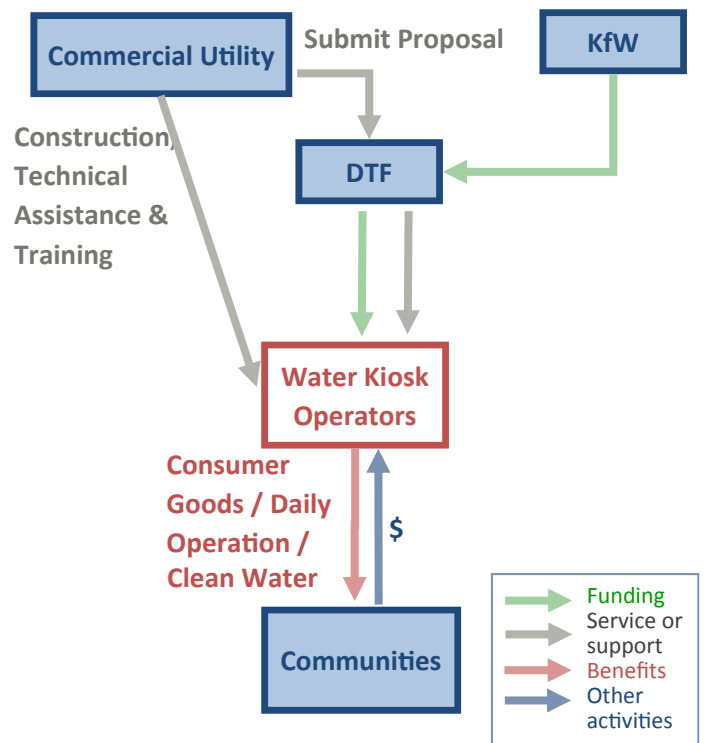 Commercial Utility
Submit Proposal
KfW
Construction,
Technical
Assistance &
Training
DTF
Water Kiosk
Operators
Consumer
Goods / Daily
Operation /
Clean Water
$
Communities
Funding
Service or
support
Benefits
Other
activities